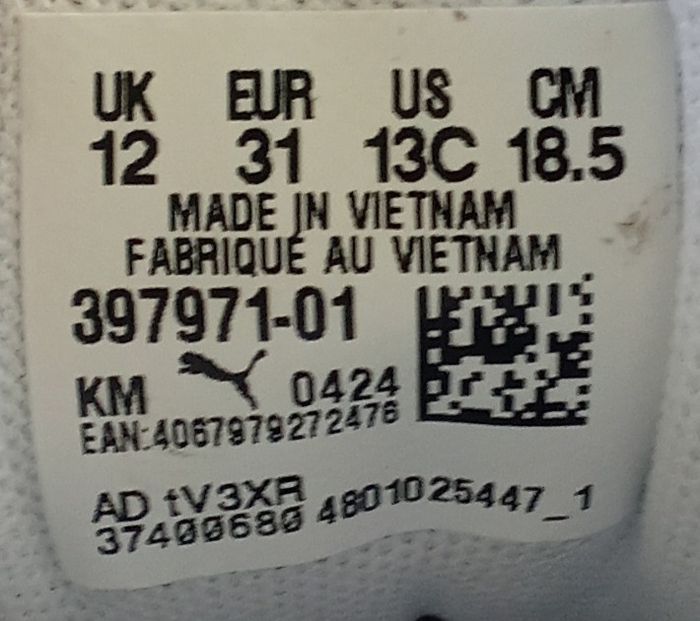 UK EUR US CM
12 31 13C 18.5
MADE IN VIETNAM
FABRIQUÉ AU VIETNAM
397971-01
KM 0424
EAN:4067979272476
AD tV3XR
37400680 4801025447_1